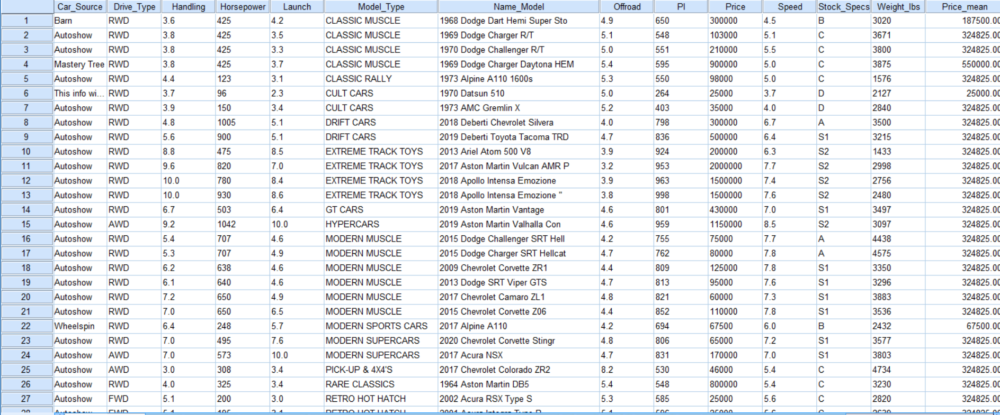 Car_Source Drive_Type Handling Horsepower Launch Model_Type Name_Model Offroad PI Price Speed Stock_Specs Weight_lbs Price_mean
1 Barn RWD 3.6 425 4.2 CLASSIC MUSCLE 1968 Dodge Dart Hemi Super Sto 4.9 650 300000 4.5 B 3020 187500.00
2 Autoshow RWD 3.8 425 3.5 CLASSIC MUSCLE 1969 Dodge Charger R/T 5.1 548 103000 5.1 C 3671 324825.00
3 Autoshow RWD 3.8 425 3.3 CLASSIC MUSCLE 1970 Dodge Challenger R/T 5.0 551 210000 5.5 C 3800 324825.00
4 Mastery Tree RWD 3.8 425 3.7 CLASSIC MUSCLE 1969 Dodge Charger Daytona HEM 5.4 595 900000 5.0 C 3875 550000.00
5 Autoshow RWD 4.4 123 3.1 CLASSIC RALLY 1973 Alpine A110 1600s 5.3 550 98000 5.0 C 1576 324825.00
6 This info wi... RWD 3.7 96 2.3 CULT CARS 1970 Datsun 510 5.0 264 25000 3.7 D 2127 25000.00
7 Autoshow RWD 3.9 150 3.4 CULT CARS 1973 AMC Gremlin X 5.2 403 35000 4.0 D 2840 324825.00
8 Autoshow RWD 4.8 1005 5.1 DRIFT CARS 2018 Deberti Chevrolet Silvera 4.0 798 300000 6.7 A 3500 324825.00
9 Autoshow RWD 5.6 900 5.1 DRIFT CARS 2019 Deberti Toyota Tacoma TRD 4.7 836 500000 6.4 S1 3215 324825.00
10 Autoshow RWD 8.8 475 8.5 EXTREME TRACK TOYS 2013 Ariel Atom 500 V8 3.9 924 200000 6.3 S2 1433 324825.00
11 Autoshow RWD 9.6 820 7.0 EXTREME TRACK TOYS 2017 Aston Martin Vulcan AMR P 3.2 953 2000000 7.7 S2 2998 324825.00
12 Autoshow RWD 10.0 780 8.4 EXTREME TRACK TOYS 2018 Apollo Intensa Emozione 3.9 963 1500000 7.4 S2 2756 324825.00
13 Autoshow RWD 10.0 930 8.6 EXTREME TRACK TOYS 2018 Apollo Intensa Emozione " 3.8 998 1500000 7.6 S2 2480 324825.00
14 Autoshow RWD 6.7 503 6.4 GT CARS 2019 Aston Martin Vantage 4.6 801 430000 7.0 S1 3497 324825.00
15 Autoshow AWD 9.2 1042 10.0 HYPERCARS 2019 Aston Martin Valhalla Con 4.6 959 1150000 8.5 S2 3097 324825.00
16 Autoshow RWD 5.4 707 4.6 MODERN MUSCLE 2015 Dodge Challenger SRT Hell 4.2 755 75000 7.7 A 4438 324825.00
17 Autoshow RWD 5.3 707 4.9 MODERN MUSCLE 2015 Dodge Charger SRT Hellcat 4.7 762 80000 7.8 A 4575 324825.00
18 Autoshow RWD 6.2 638 4.6 MODERN MUSCLE 2009 Chevrolet Corvette ZR1 4.4 809 125000 7.8 S1 3350 324825.00
19 Autoshow RWD 6.1 640 4.6 MODERN MUSCLE 2013 Dodge SRT Viper GTS 4.7 813 95000 7.6 S1 3296 324825.00
20 Autoshow RWD 7.2 650 4.9 MODERN MUSCLE 2017 Chevrolet Camaro ZL1 4.8 821 60000 7.3 S1 3883 324825.00
21 Autoshow RWD 7.0 650 6.5 MODERN MUSCLE 2015 Chevrolet Corvette Z06 4.4 852 110000 7.8 S1 3536 324825.00
22 Wheelspin RWD 6.4 248 5.7 MODERN SPORTS CARS 2017 Alpine A110 4.2 694 67500 6.0 B 2432 67500.00
23 Autoshow RWD 7.0 495 7.6 MODERN SUPERCARS 2020 Chevrolet Corvette Stingr 4.8 806 65000 7.2 S1 3577 324825.00
24 Autoshow AWD 7.0 573 10.0 MODERN SUPERCARS 2017 Acura NSX 4.7 831 170000 7.0 S1 3803 324825.00
25 Autoshow AWD 3.0 308 3.4 PICK-UP & 4X4'S 2017 Chevrolet Colorado ZR2 8.2 530 46000 5.4 C 4734 324825.00
26 Autoshow RWD 4.0 325 3.4 RARE CLASSICS 1964 Aston Martin DB5 5.4 548 800000 5.4 C 3230 324825.00
27 Autoshow FWD 5.1 200 3.0 RETRO HOT HATCH 2002 Acura RSX Type S 5.3 585 25000 5.6 C 2820 324825.00
28 Autoshow FWD 5.1 195 3.1 RETRO HOT HATCH 2001 Acura Integra Type R 5.1 596 25000 5.6 C 2639 324825.00